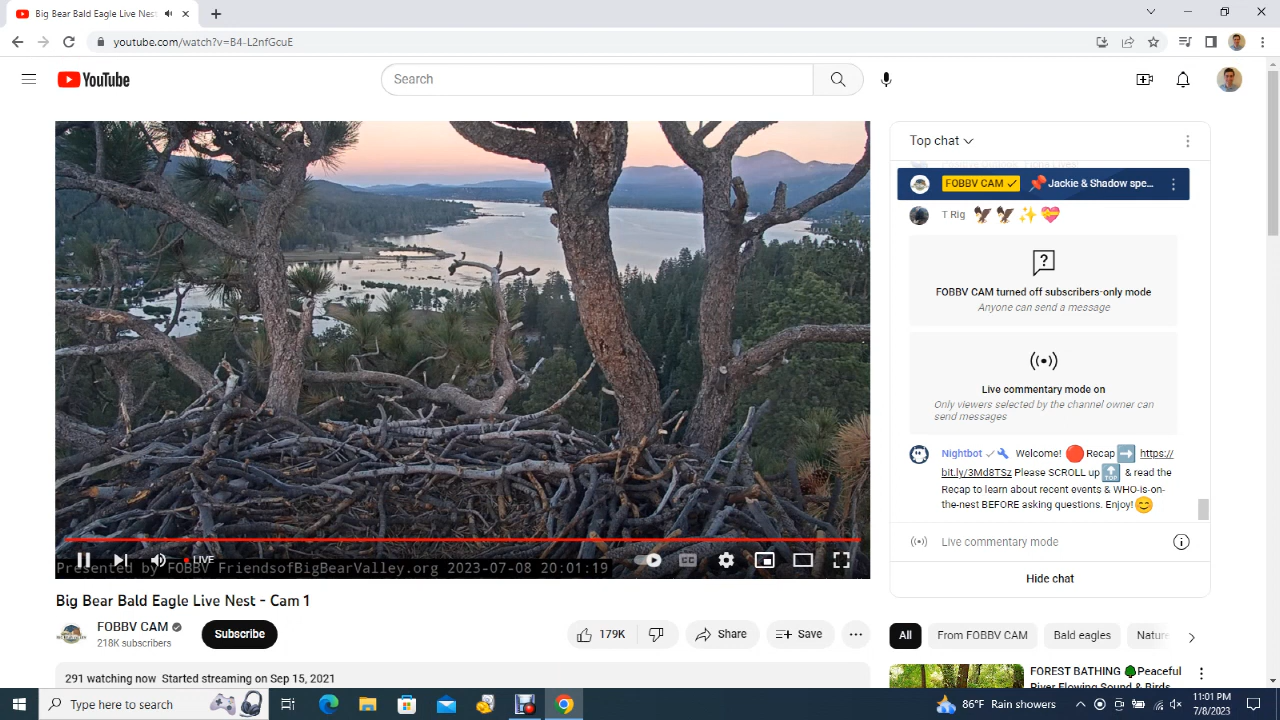 Big Bear Bald Eagle Live Nest
youtube.com/watch?v=B4-L2nfGcuE
YouTube
Search
Top chat
FOBBV CAM ✓ 📌Jackie & Shadow spe...
T Rig 🦅🦅✨💝
?
FOBBV CAM turned off subscribers-only mode
Anyone can send a message
Live commentary mode on
Only viewers selected by the channel owner can
send messages
Nightbot Welcome! 🔴Recap➡️ https://
bit.ly/3Md8TSz Please SCROLL up🔝 & read the
Recap to learn about recent events & WHO-is-on-
the-nest BEFORE asking questions. Enjoy!😊
Live commentary mode
Hide chat
LIVE
CC
Presented by FOBBV FriendsofBigBearValley.org 2023-07-08 20:01:19
Big Bear Bald Eagle Live Nest - Cam 1
FOBBV CAM
218K subscribers
Subscribe
179K
Share
Save
All
From FOBBV CAM
Bald eagles
Nature
291 watching now Started streaming on Sep 15, 2021
FOREST BATHING 🌳Peaceful
River Flowing Sound & Birds
Type here to search
86°F Rain showers
11:01 PM
7/8/2023